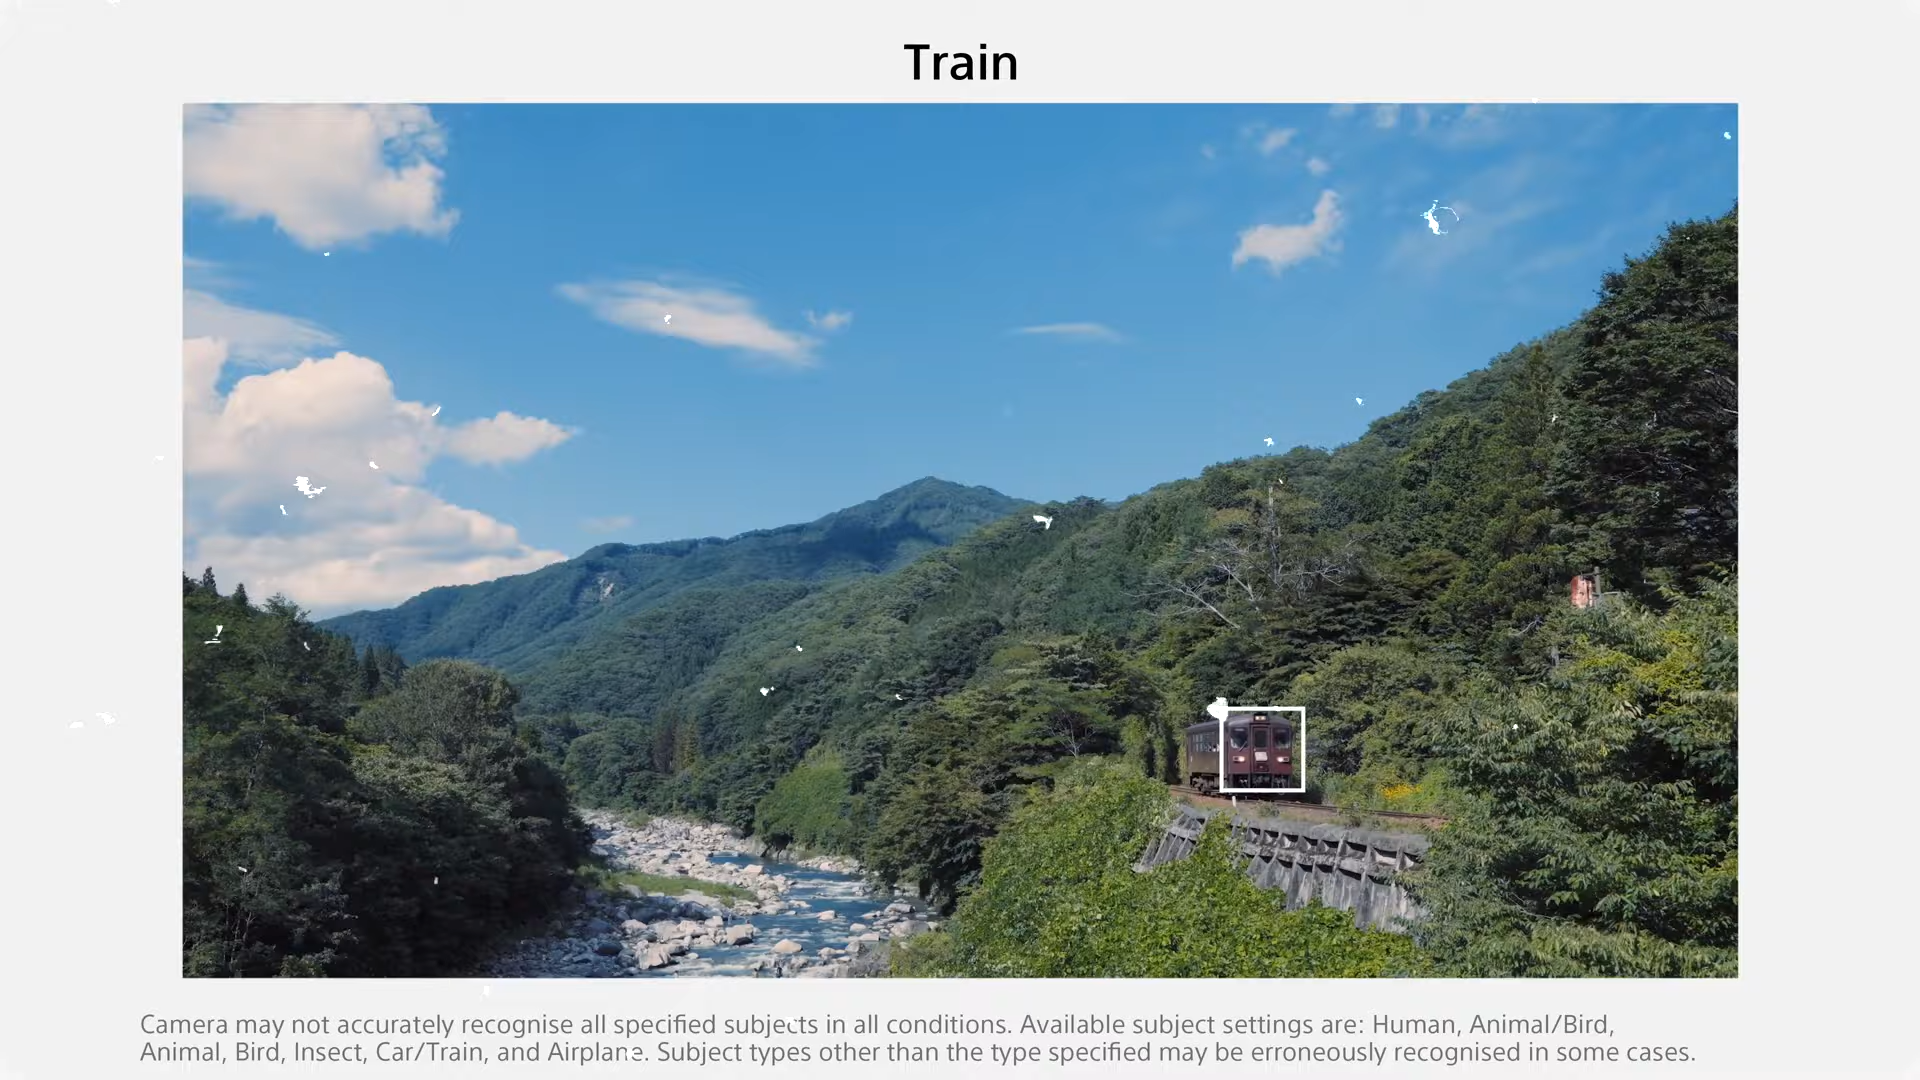 Train
Camera may not accurately recognise all specified subjects in all conditions. Available subject settings are: Human, Animal/Bird,
Animal, Bird, Insect, Car/Train, and Airplane. Subject types other than the type specified may be erroneously recognised in some cases.